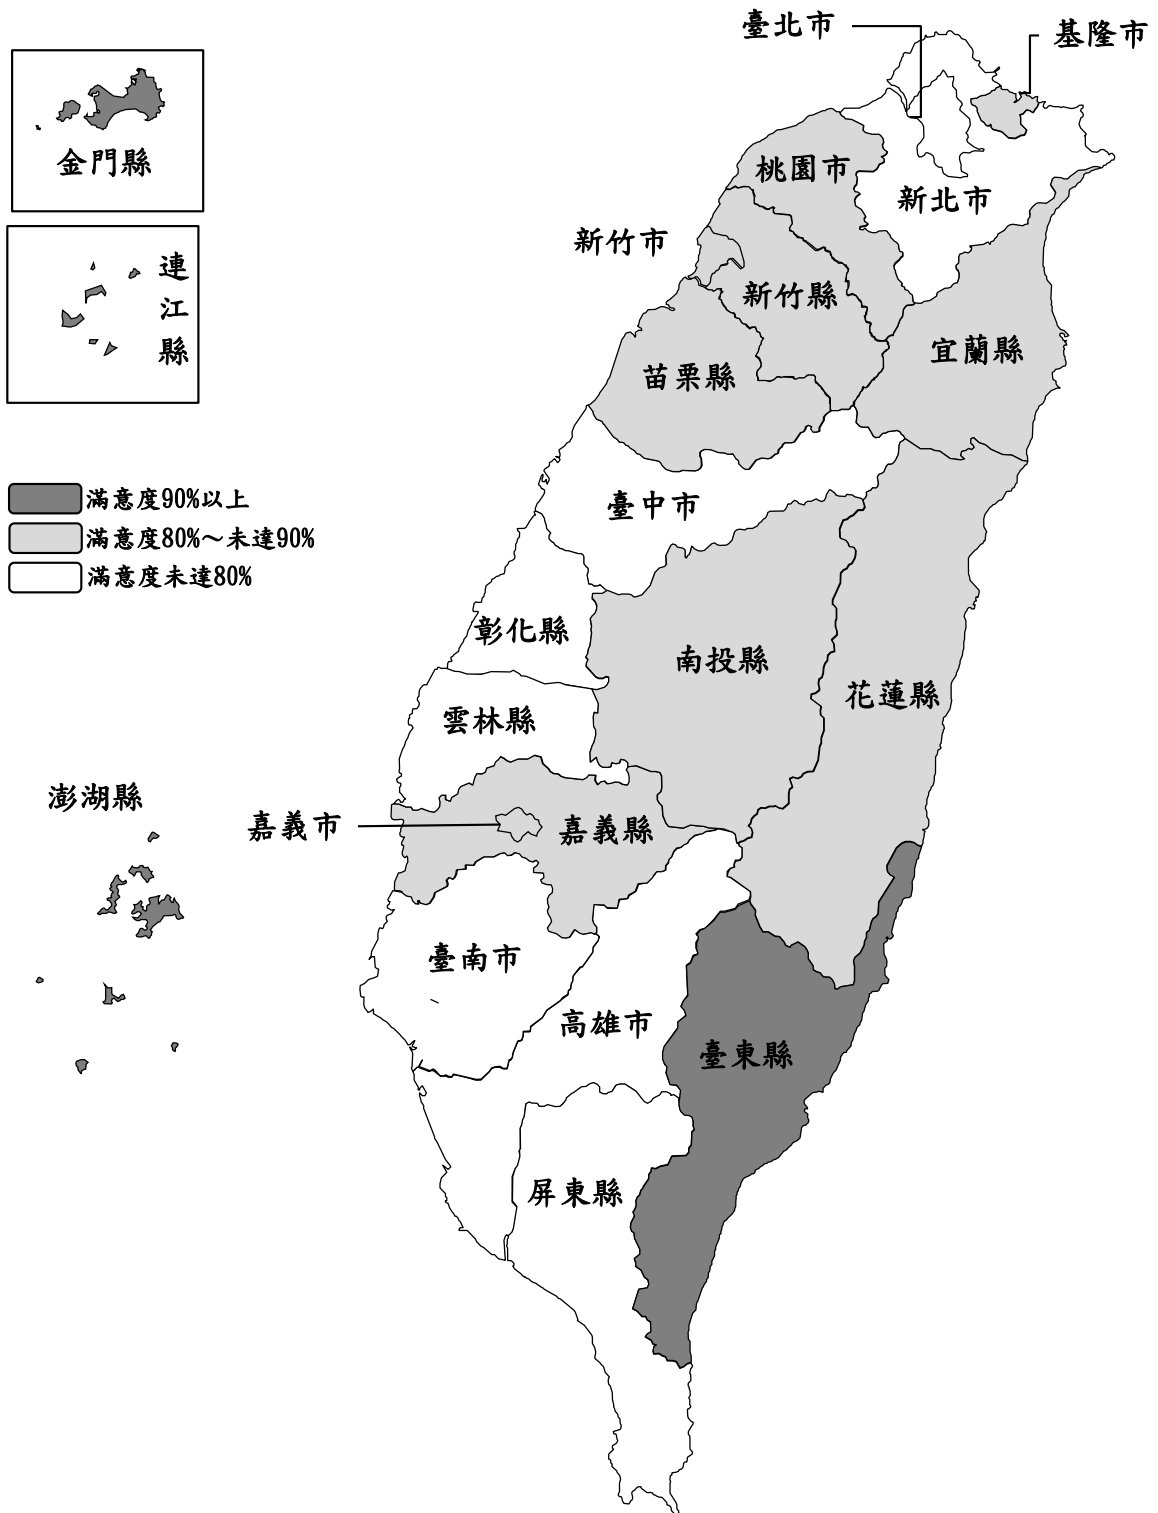 臺北市
基隆市
金門縣
桃園市
新北市
新竹市
連江縣
新竹縣
宜蘭縣
苗栗縣
滿意度90%以上
滿意度80%～未達90%
滿意度未達80%
臺中市
彰化縣
南投縣
花蓮縣
雲林縣
澎湖縣
嘉義市
嘉義縣
臺南市
高雄市
臺東縣
屏東縣